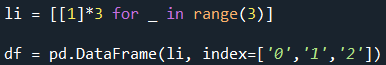 li = [[1]*3 for _ in range(3)]
df = pd.DataFrame(li, index=['0','1','2'])